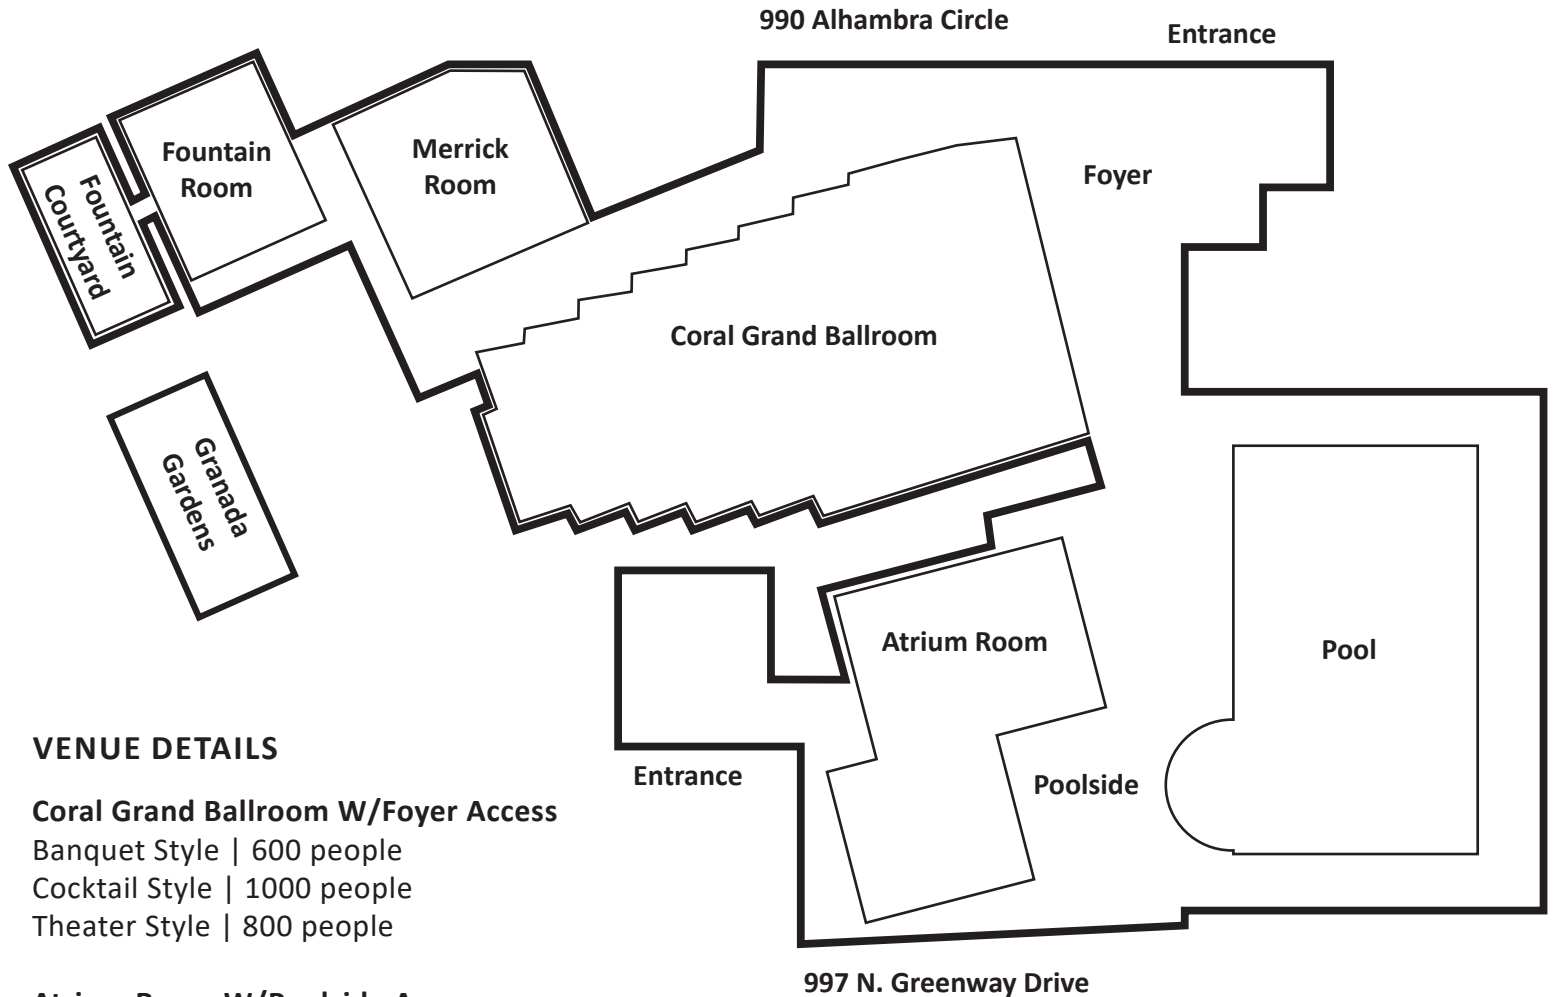 990 Alhambra Circle
Entrance
Fountain
Room
Merrick
Room
Foyer
Fountain
Courtyard
Coral Grand Ballroom
Granada
Gardens
Atrium Room
Pool
Entrance
Poolside
VENUE DETAILS
Coral Grand Ballroom W/Foyer Access
Banquet Style | 600 people
Cocktail Style | 1000 people
Theater Style | 800 people
997 N. Greenway Drive